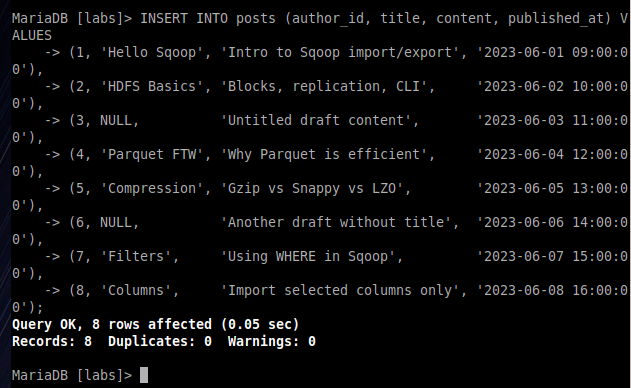 MariaDB [labs]> INSERT INTO posts (author_id, title, content, published_at) V
ALUES
    -> (1, 'Hello Sqoop', 'Intro to Sqoop import/export', '2023-06-01 09:00:0
0'),
    -> (2, 'HDFS Basics', 'Blocks, replication, CLI',     '2023-06-02 10:00:0
0'),
    -> (3, NULL,          'Untitled draft content',       '2023-06-03 11:00:0
0'),
    -> (4, 'Parquet FTW', 'Why Parquet is efficient',     '2023-06-04 12:00:0
0'),
    -> (5, 'Compression', 'Gzip vs Snappy vs LZO',        '2023-06-05 13:00:0
0'),
    -> (6, NULL,          'Another draft without title',  '2023-06-06 14:00:0
0'),
    -> (7, 'Filters',     'Using WHERE in Sqoop',         '2023-06-07 15:00:0
0'),
    -> (8, 'Columns',     'Import selected columns only', '2023-06-08 16:00:0
0');
Query OK, 8 rows affected (0.05 sec)
Records: 8  Duplicates: 0  Warnings: 0

MariaDB [labs]>